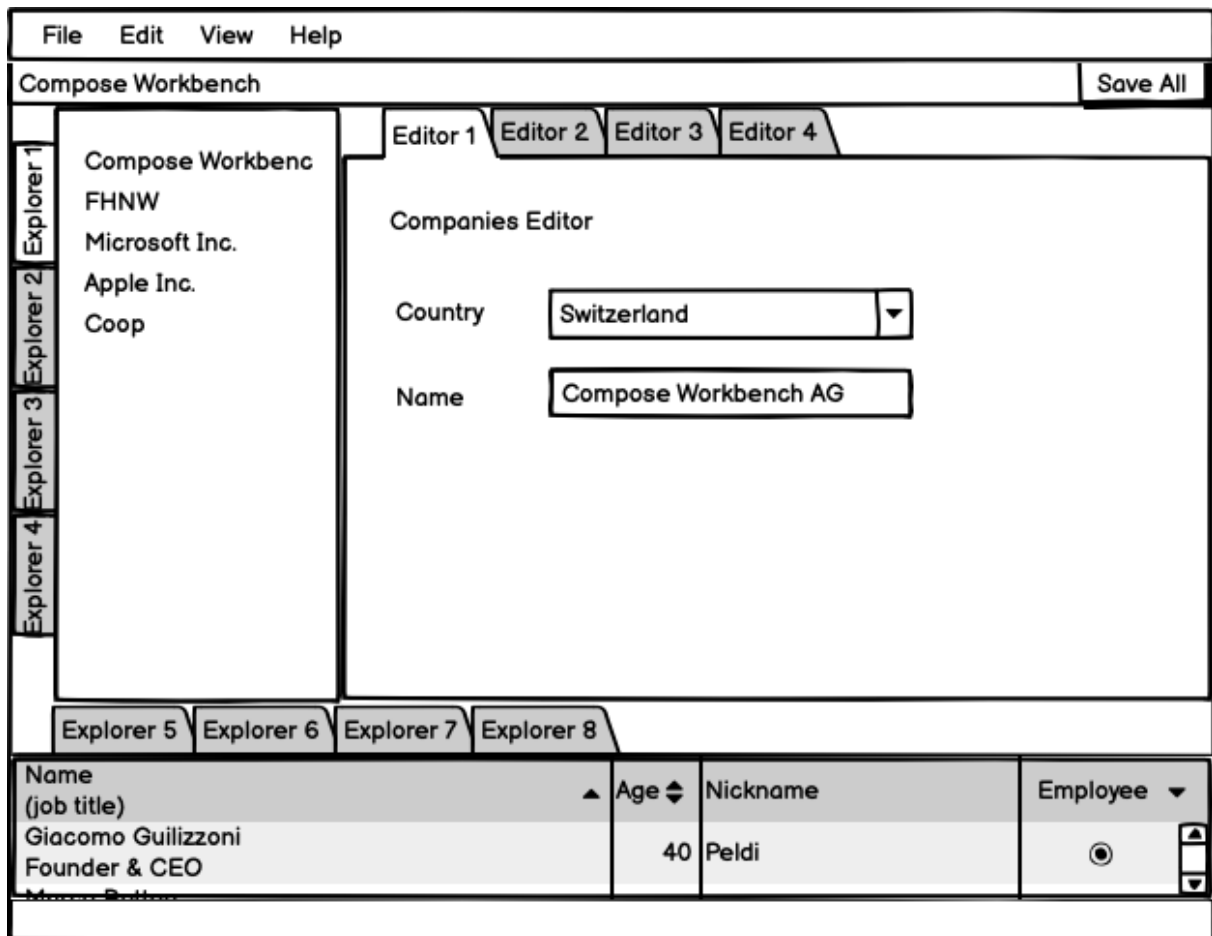 File Edit View Help
Compose Workbench Save All
Explorer 1
Explorer 2
Explorer 3
Explorer 4
Compose Workbenc
FHNW
Microsoft Inc.
Apple Inc.
Coop
Editor 1 Editor 2 Editor 3 Editor 4
Companies Editor
Country Switzerland
Name Compose Workbench AG
Explorer 5 Explorer 6 Explorer 7 Explorer 8
Name
(job title)
Age Nickname Employee
Giacomo Guilizzoni
Founder & CEO
40 Peldi